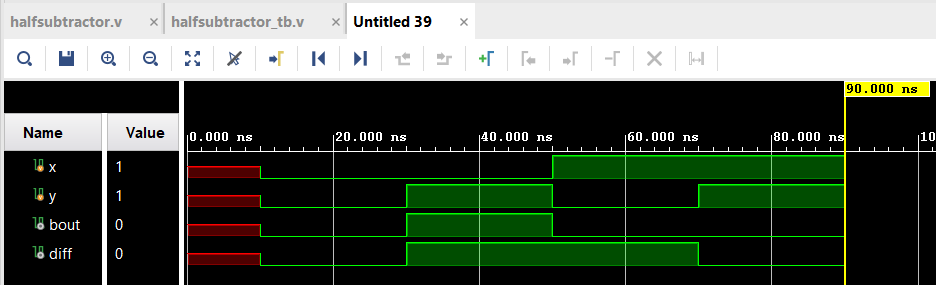 halfsubtractor.v × halfsubtractor_tb.v × Untitled 39 ×
90.000 ns
Name Value 0.000 ns 20.000 ns 40.000 ns 60.000 ns 80.000 ns 10
x 1
y 1
bout 0
diff 0